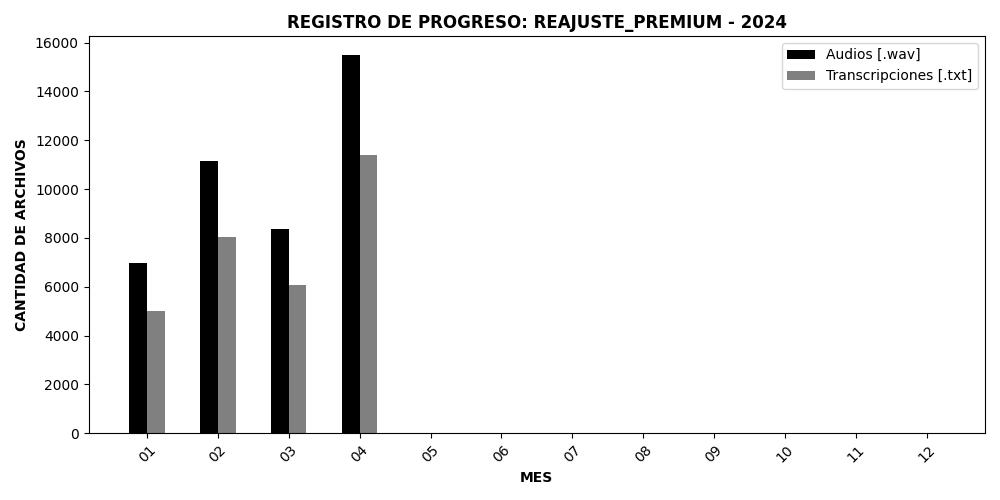 REGISTRO DE PROGRESO: REAJUSTE_PREMIUM - 2024
Audios [.wav]
Transcripciones [.txt]
CANTIDAD DE ARCHIVOS
16000
14000
12000
10000
8000
6000
4000
2000
0
01 02 03 04 05 06 07 08 09 10 11 12
MES